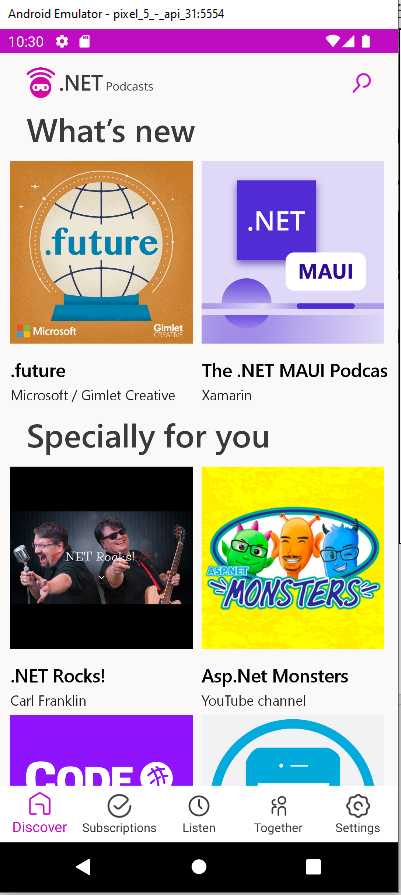 Android Emulator - pixel_5_-_api_31:5554
10:30
.NET Podcasts
What's new
.future
Microsoft
Gimlet
CREATIVE
.NET
MAUI
.future
The .NET MAUI Podcas
Microsoft / Gimlet Creative
Xamarin
Specially for you
.NET Rocks!
ASP.NET
MONSTERS
.NET Rocks!
Asp.Net Monsters
Carl Franklin
YouTube channel
CODE
Discover
Subscriptions
Listen
Together
Settings